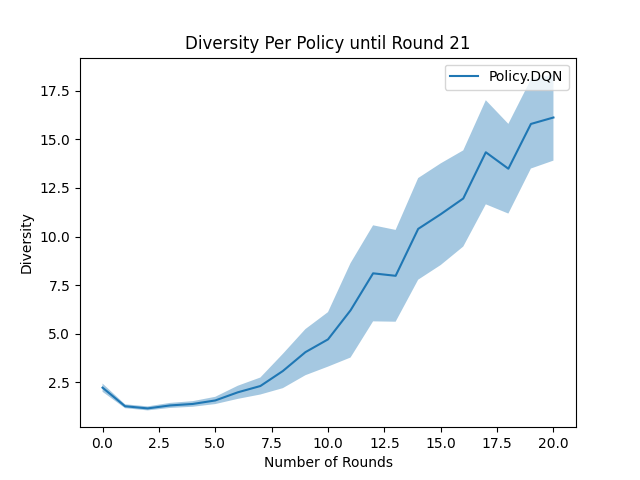 Diversity Per Policy until Round 21
Policy.DQN
17.5
15.0
12.5
10.0
7.5
5.0
2.5
Diversity
0.0 2.5 5.0 7.5 10.0 12.5 15.0 17.5 20.0
Number of Rounds